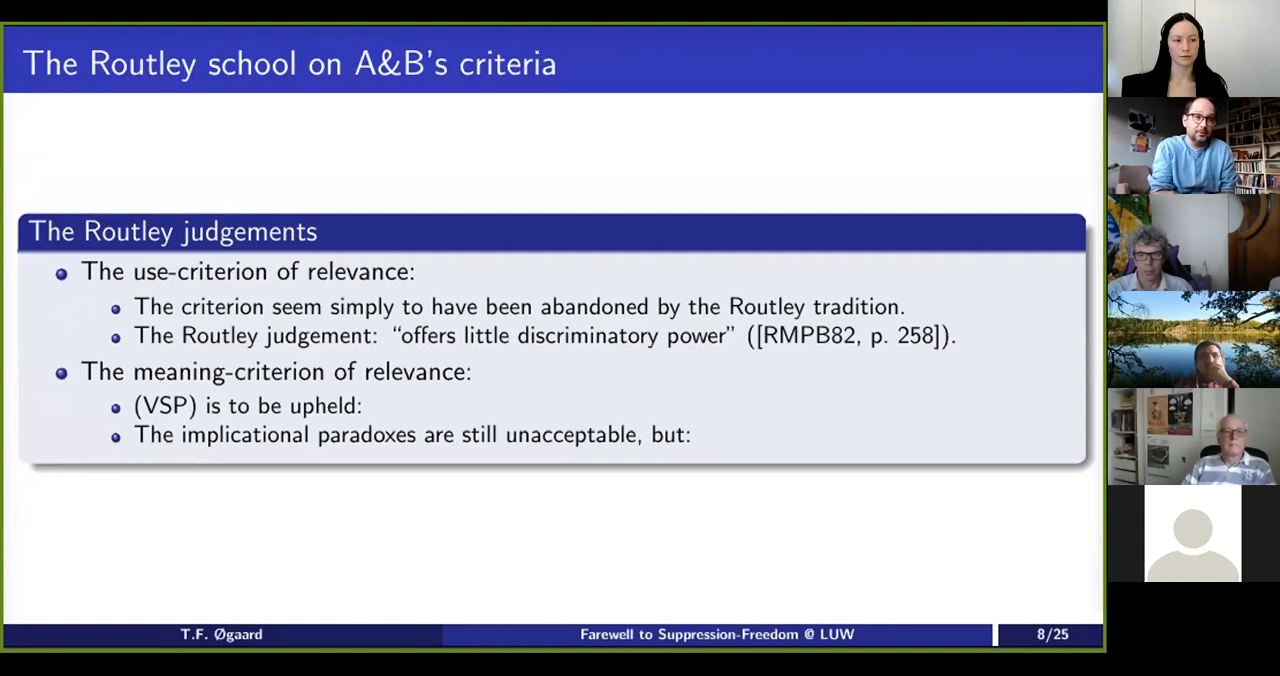 The Routley school on A&B's criteria
The Routley judgements
The use-criterion of relevance:
The criterion seem simply to have been abandoned by the Routley tradition.
The Routley judgement: “offers little discriminatory power” ([RMPB82, p. 258]).
The meaning-criterion of relevance:
(VSP) is to be upheld:
The implicational paradoxes are still unacceptable, but:
T.F. Øgaard
Farewell to Suppression-Freedom @ LUW
8/25